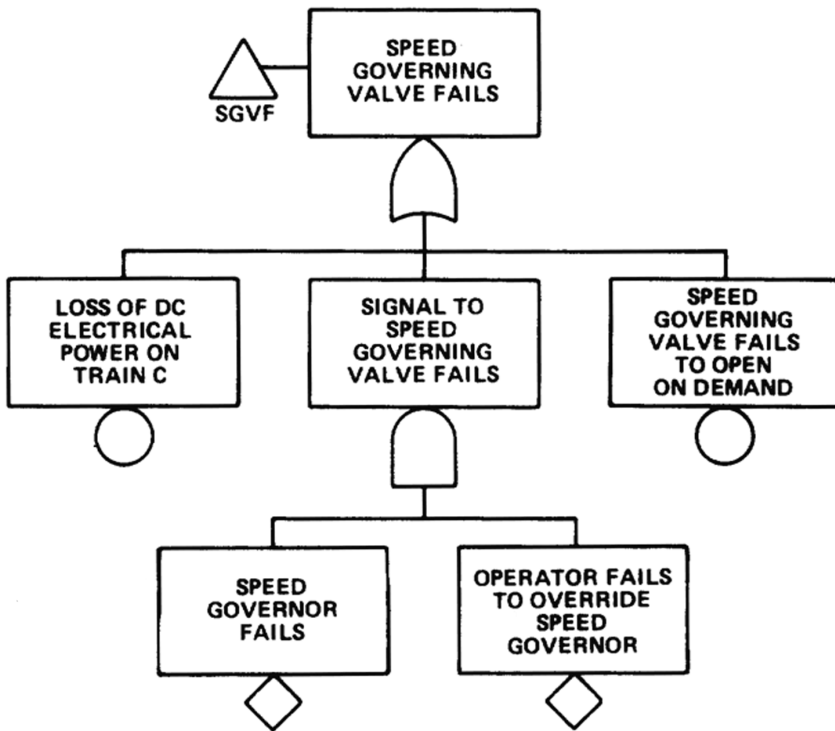 SPEED
GOVERNING
VALVE FAILS
SGVF
LOSS OF DC
ELECTRICAL
POWER ON
TRAIN C
SIGNAL TO
SPEED
GOVERNING
VALVE FAILS
SPEED
GOVERNING
VALVE FAILS
TO OPEN
ON DEMAND
SPEED
GOVERNOR
FAILS
OPERATOR FAILS
TO OVERRIDE
SPEED
GOVERNOR